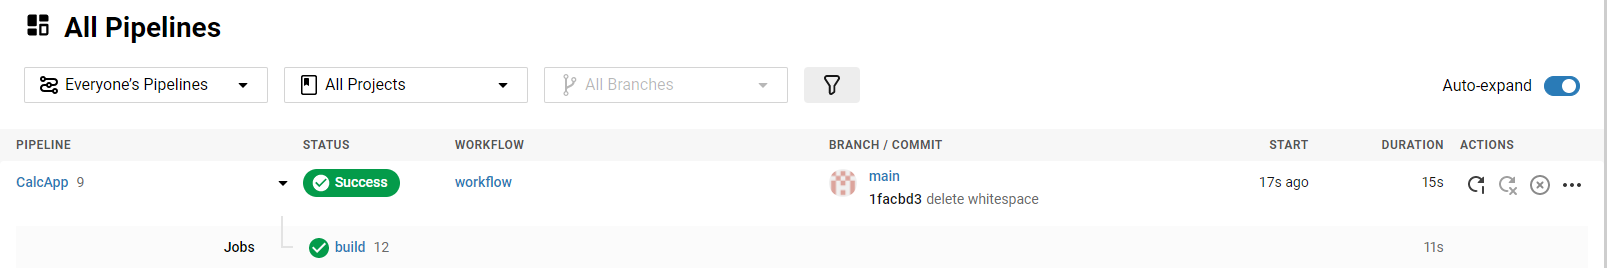 All Pipelines
Everyone’s Pipelines All Projects All Branches Auto-expand
PIPELINE STATUS WORKFLOW BRANCH / COMMIT START DURATION ACTIONS
CalcApp 9 Success workflow main 17s ago 15s
1facbd3 delete whitespace
Jobs build 12 11s